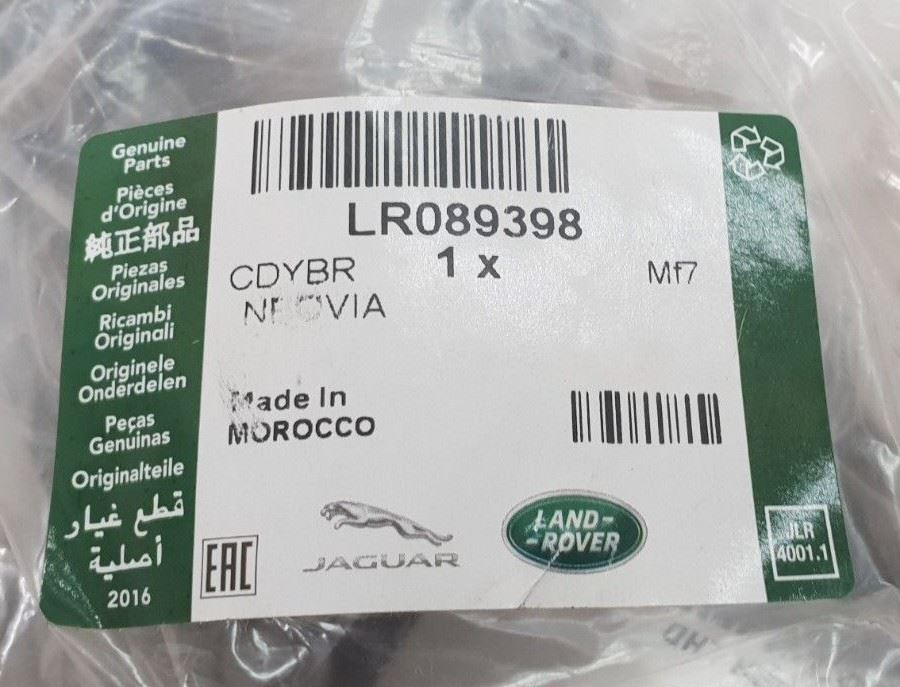 Genuine
Parts
Pièces
d'Origine
純正部品
Piezas
Originales
Ricambi
Originali
Originele
Onderdelen
Peças
Genuinas
Originalteile
قطع غيار
أصلية
2016
LR089398
1 x
CDYBR
Mf7
Made In
MOROCCO
EAC
JAGUAR
LAND-
-ROVER
JLR
4001.1
HD